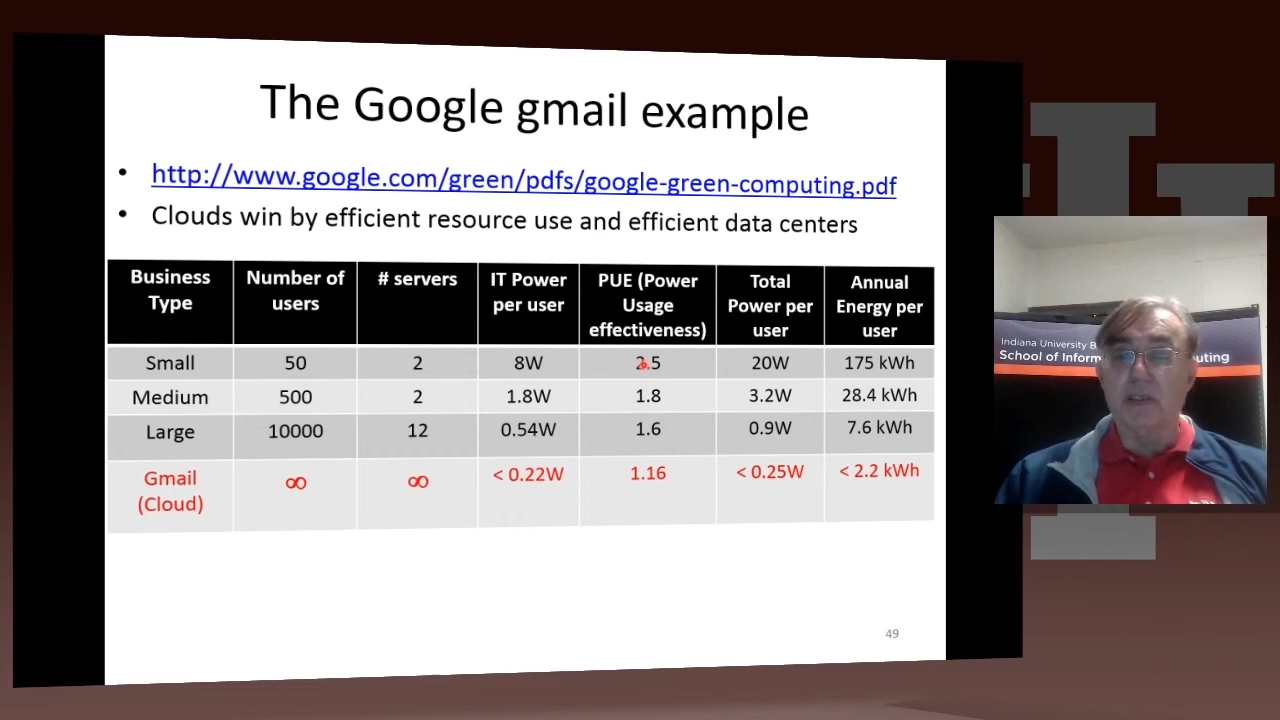 The Google gmail example
• http://www.google.com/green/pdfs/google-green-computing.pdf
• Clouds win by efficient resource use and efficient data centers
Business Type Number of users # servers IT Power per user PUE (Power Usage effectiveness) Total Power per user Annual Energy per user
Small 50 2 8W 2.5 20W 175 kWh
Medium 500 2 1.8W 1.8 3.2W 28.4 kWh
Large 10000 12 0.54W 1.6 0.9W 7.6 kWh
Gmail (Cloud) ∞ ∞ < 0.22W 1.16 < 0.25W < 2.2 kWh
49
Indiana University B
School of Inform uting